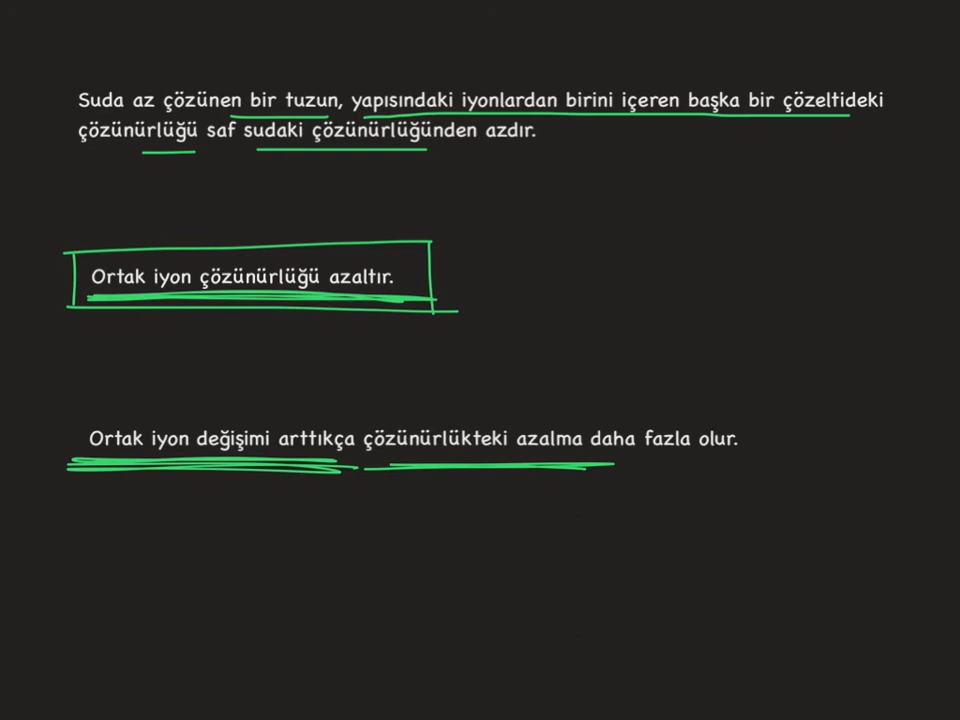 Suda az çözünen bir tuzun, yapısındaki iyonlardan birini içeren başka bir çözeltideki
çözünürlüğü saf sudaki çözünürlüğünden azdır.
Ortak iyon çözünürlüğü azaltır.
Ortak iyon değişimi arttıkça çözünürlükteki azalma daha fazla olur.